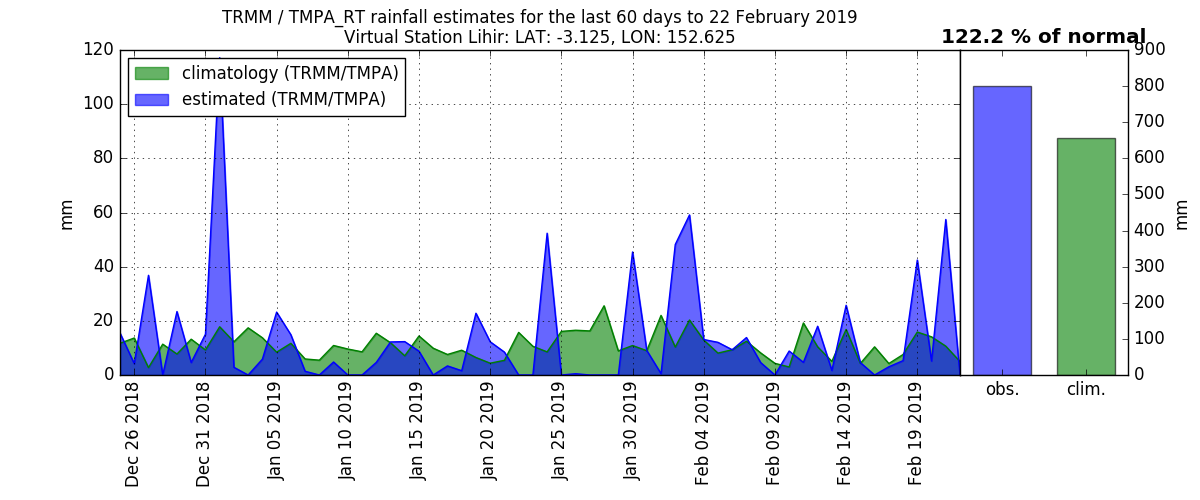 TRMM / TMPA_RT rainfall estimates for the last 60 days to 22 February 2019
Virtual Station Lihir: LAT: -3.125, LON: 152.625
122.2 % of normal
climatology (TRMM/TMPA)
estimated (TRMM/TMPA)
mm
120
100
80
60
40
20
0
Dec 26 2018
Dec 31 2018
Jan 05 2019
Jan 10 2019
Jan 15 2019
Jan 20 2019
Jan 25 2019
Jan 30 2019
Feb 04 2019
Feb 09 2019
Feb 14 2019
Feb 19 2019
obs.
clim.
900
800
700
600
500
400
300
200
100
0
mm